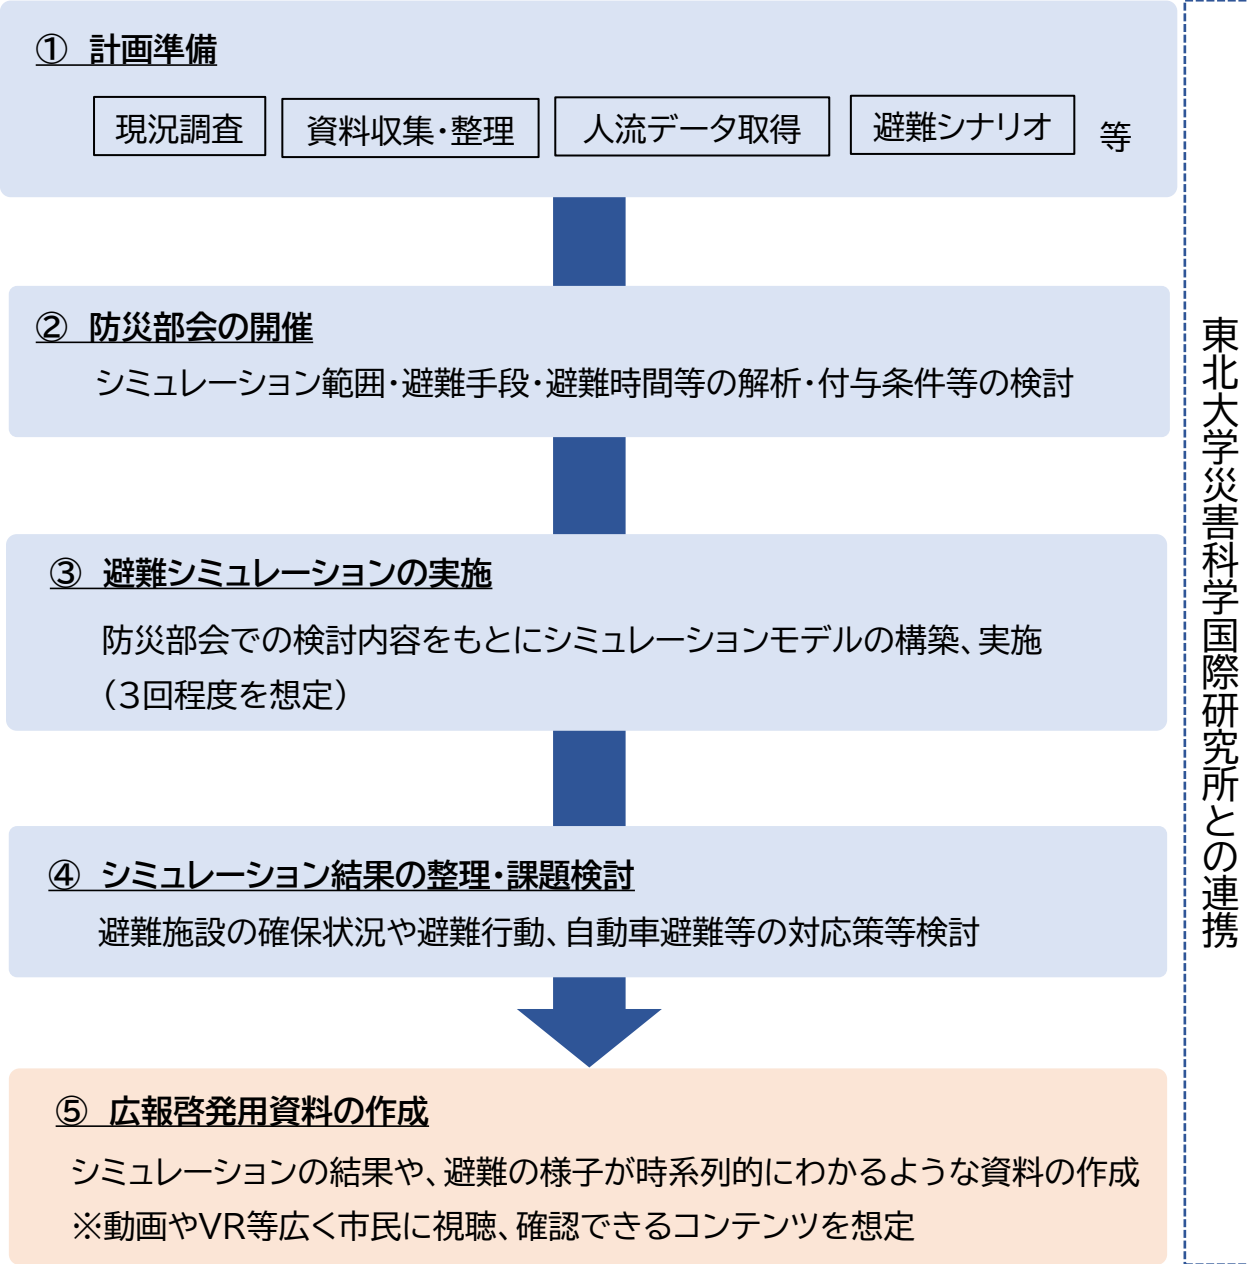 ① 計画準備
現況調査 資料収集・整理 人流データ取得 避難シナリオ 等
② 防災部会の開催
シミュレーション範囲・避難手段・避難時間等の解析・付与条件等の検討
③ 避難シミュレーションの実施
防災部会での検討内容をもとにシミュレーションモデルの構築、実施
（３回程度を想定）
④ シミュレーション結果の整理・課題検討
避難施設の確保状況や避難行動、自動車避難等の対応策等検討
⑤ 広報啓発用資料の作成
シミュレーションの結果や、避難の様子が時系列的にわかるような資料の作成
※動画やVR等広く市民に視聴、確認できるコンテンツを想定
東北大学災害科学国際研究所との連携